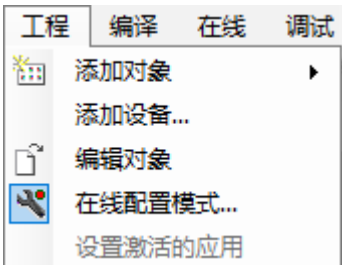 工程 编译 在线 调试
添加对象
添加设备...
编辑对象
在线配置模式...
设置激活的应用